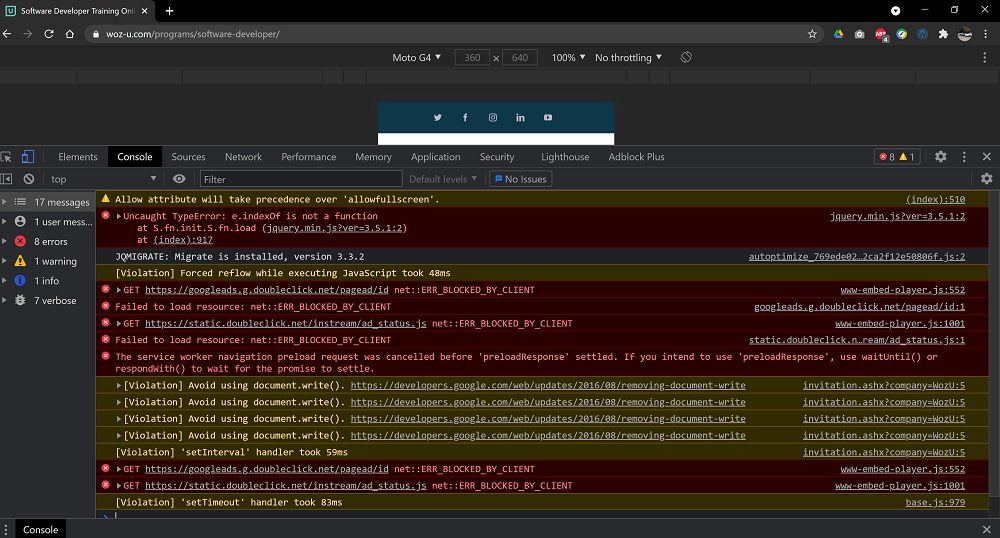 Software Developer Training Onli
woz-u.com/programs/software-developer/
ABP
4
Moto G4 360 × 640 100% No throttling
Elements Console Sources Network Performance Memory Application Security Lighthouse Adblock Plus 8 1
top Filter Default levels No Issues
17 messages
1 user mess...
8 errors
1 warning
1 info
7 verbose
Allow attribute will take precedence over 'allowfullscreen'. (index):510
Uncaught TypeError: e.indexOf is not a function jquery.min.js?ver=3.5.1:2
at S.fn.init.S.fn.load (jquery.min.js?ver=3.5.1:2)
at (index):917
JQMIGRATE: Migrate is installed, version 3.3.2 autoptimize_769ede02…2ca2f12e50806f.js:2
[Violation] Forced reflow while executing JavaScript took 48ms
GET https://googleads.g.doubleclick.net/pagead/id net::ERR_BLOCKED_BY_CLIENT www-embed-player.js:552
Failed to load resource: net::ERR_BLOCKED_BY_CLIENT googleads.g.doubleclick.net/pagead/id:1
GET https://static.doubleclick.net/instream/ad_status.js net::ERR_BLOCKED_BY_CLIENT www-embed-player.js:1001
Failed to load resource: net::ERR_BLOCKED_BY_CLIENT static.doubleclick.n…ream/ad_status.js:1
The service worker navigation preload request was cancelled before 'preloadResponse' settled. If you intend to use 'preloadResponse', use waitUntil() or
respondWith() to wait for the promise to settle.
[Violation] Avoid using document.write(). https://developers.google.com/web/updates/2016/08/removing-document-write invitation.ashx?company=WozU:5
[Violation] Avoid using document.write(). https://developers.google.com/web/updates/2016/08/removing-document-write invitation.ashx?company=WozU:5
[Violation] Avoid using document.write(). https://developers.google.com/web/updates/2016/08/removing-document-write invitation.ashx?company=WozU:5
[Violation] Avoid using document.write(). https://developers.google.com/web/updates/2016/08/removing-document-write invitation.ashx?company=WozU:5
[Violation] 'setInterval' handler took 59ms invitation.ashx?company=WozU:5
GET https://googleads.g.doubleclick.net/pagead/id net::ERR_BLOCKED_BY_CLIENT www-embed-player.js:552
GET https://static.doubleclick.net/instream/ad_status.js net::ERR_BLOCKED_BY_CLIENT www-embed-player.js:1001
[Violation] 'setTimeout' handler took 83ms base.js:979
Console